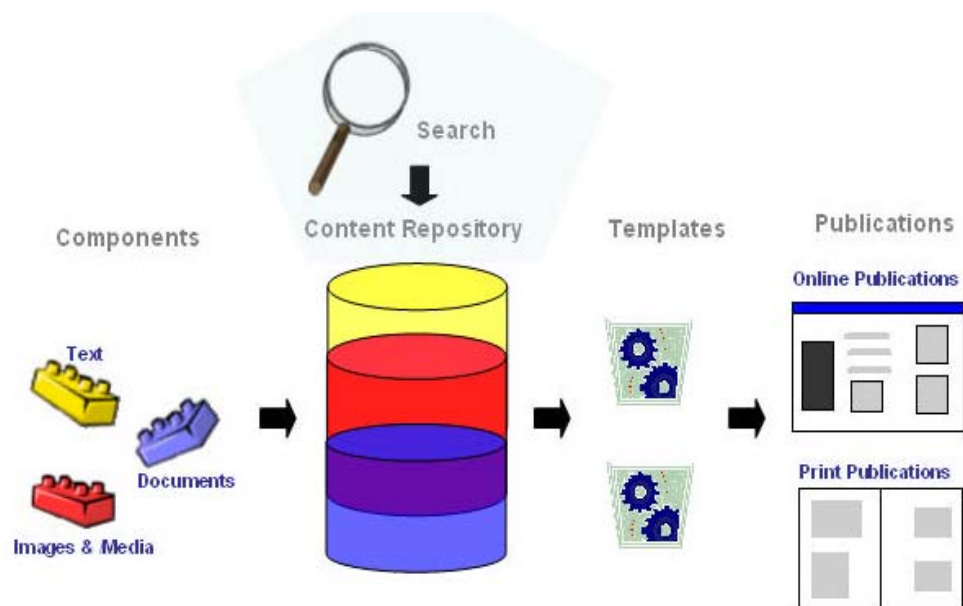 Search
Components
Content Repository
Templates
Publications
Online Publications
Text
Documents
Images & Media
Print Publications